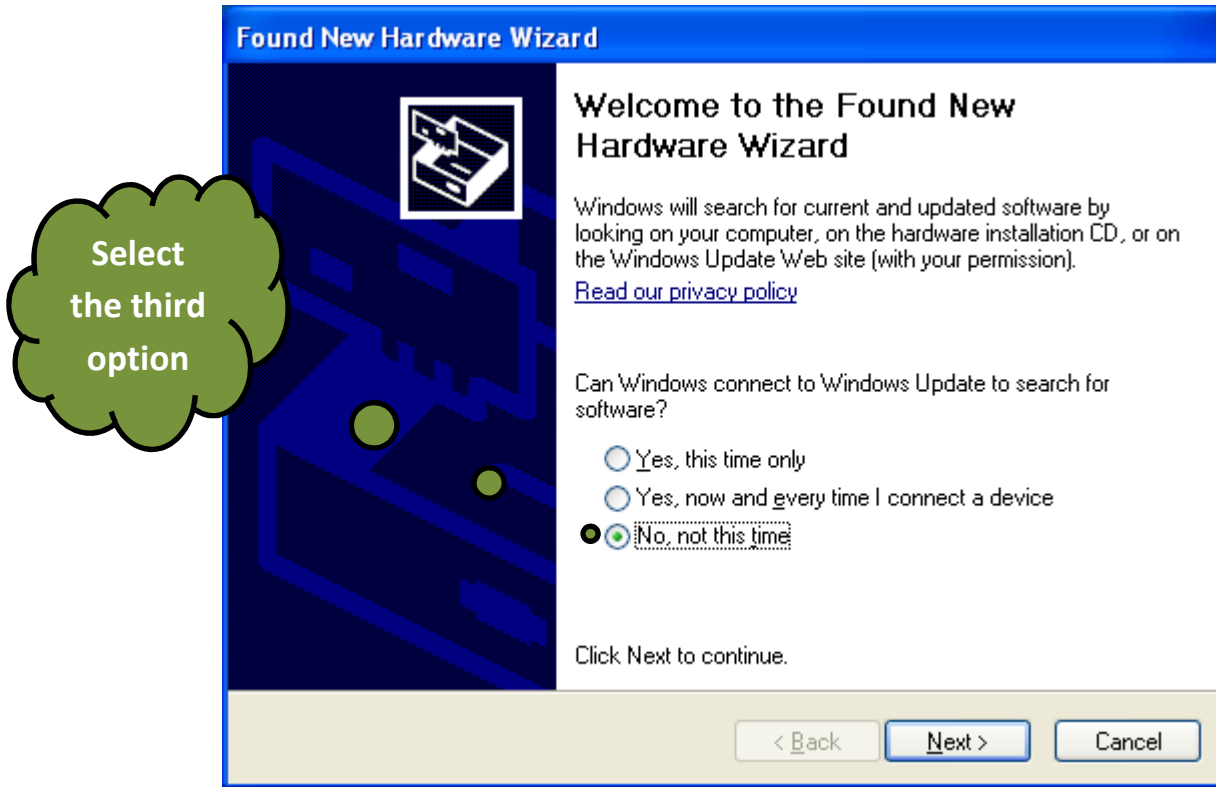 Found New Hardware Wizard
Welcome to the Found New
Hardware Wizard
Windows will search for current and updated software by
looking on your computer, on the hardware installation CD, or on
the Windows Update Web site (with your permission).
Read our privacy policy
Select
the third
option
Can Windows connect to Windows Update to search for
software?
Yes, this time only
Yes, now and every time I connect a device
No, not this time
Click Next to continue.
< Back
Next >
Cancel